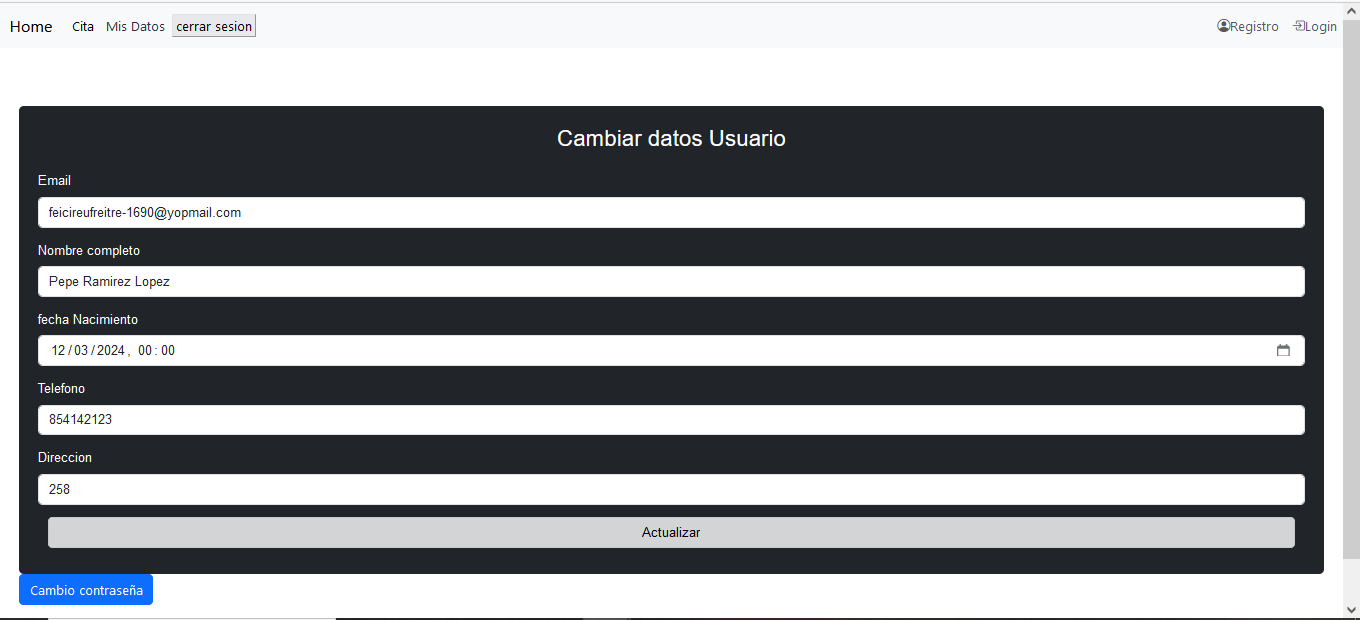 Home Cita Mis Datos cerrar sesion Registro Login
Cambiar datos Usuario
Email
feicireufreitre-1690@yopmail.com
Nombre completo
Pepe Ramirez Lopez
fecha Nacimiento
12/03/2024, 00:00
Telefono
854142123
Direccion
258
Actualizar
Cambio contraseña